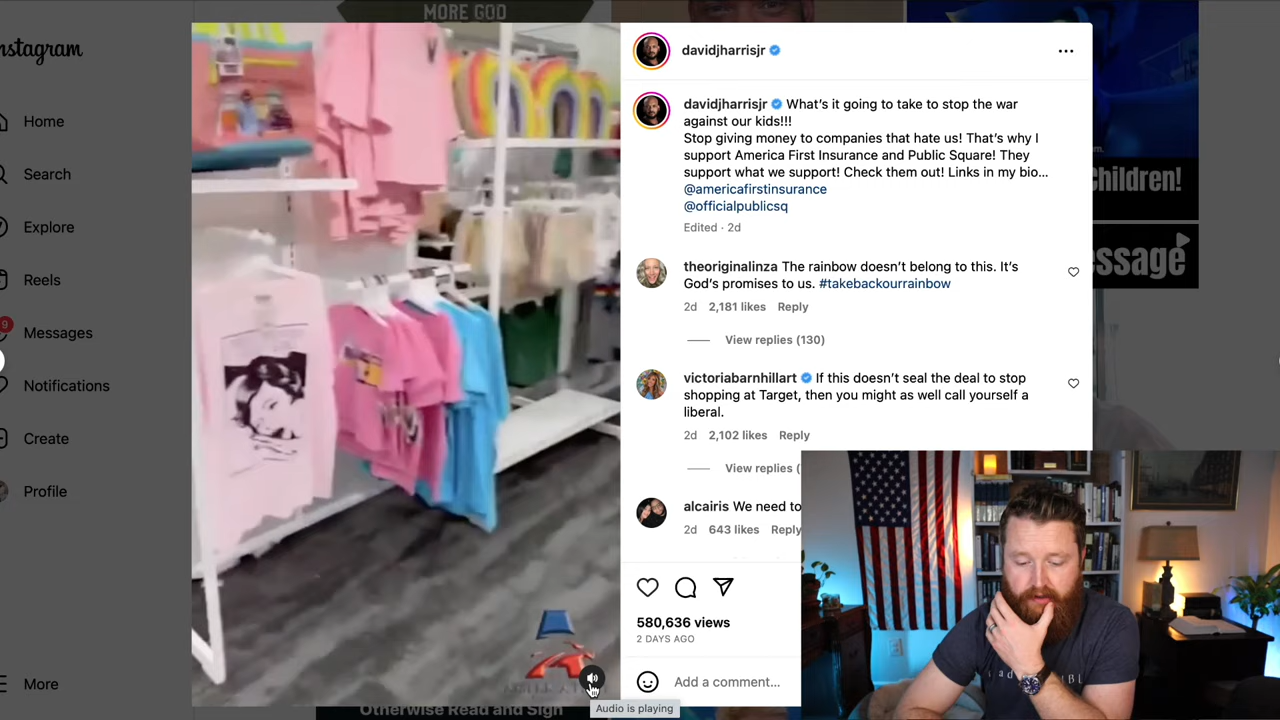 MORE GOD
Instagram
Home
Search
Explore
Reels
9
Messages
Notifications
Create
Profile
More
davidjharrisjr
davidjharrisjr What's it going to take to stop the war
against our kids!!!
Stop giving money to companies that hate us! That's why I
support America First Insurance and Public Square! They
support what we support! Check them out! Links in my bio...
@americafirstinsurance
@officialpublicsq
Edited · 2d
theoriginalinza The rainbow doesn't belong to this. It's
God's promises to us. #takebackourrainbow
2d 2,181 likes Reply
View replies (130)
victoriabarnhillart If this doesn't seal the deal to stop
shopping at Target, then you might as well call yourself a
liberal.
2d 2,102 likes Reply
View replies (
alcairis We need to
2d 643 likes Reply
580,636 views
2 DAYS AGO
Add a comment...
Audio is playing
Children!
ssage
Otherwise Read and Sign